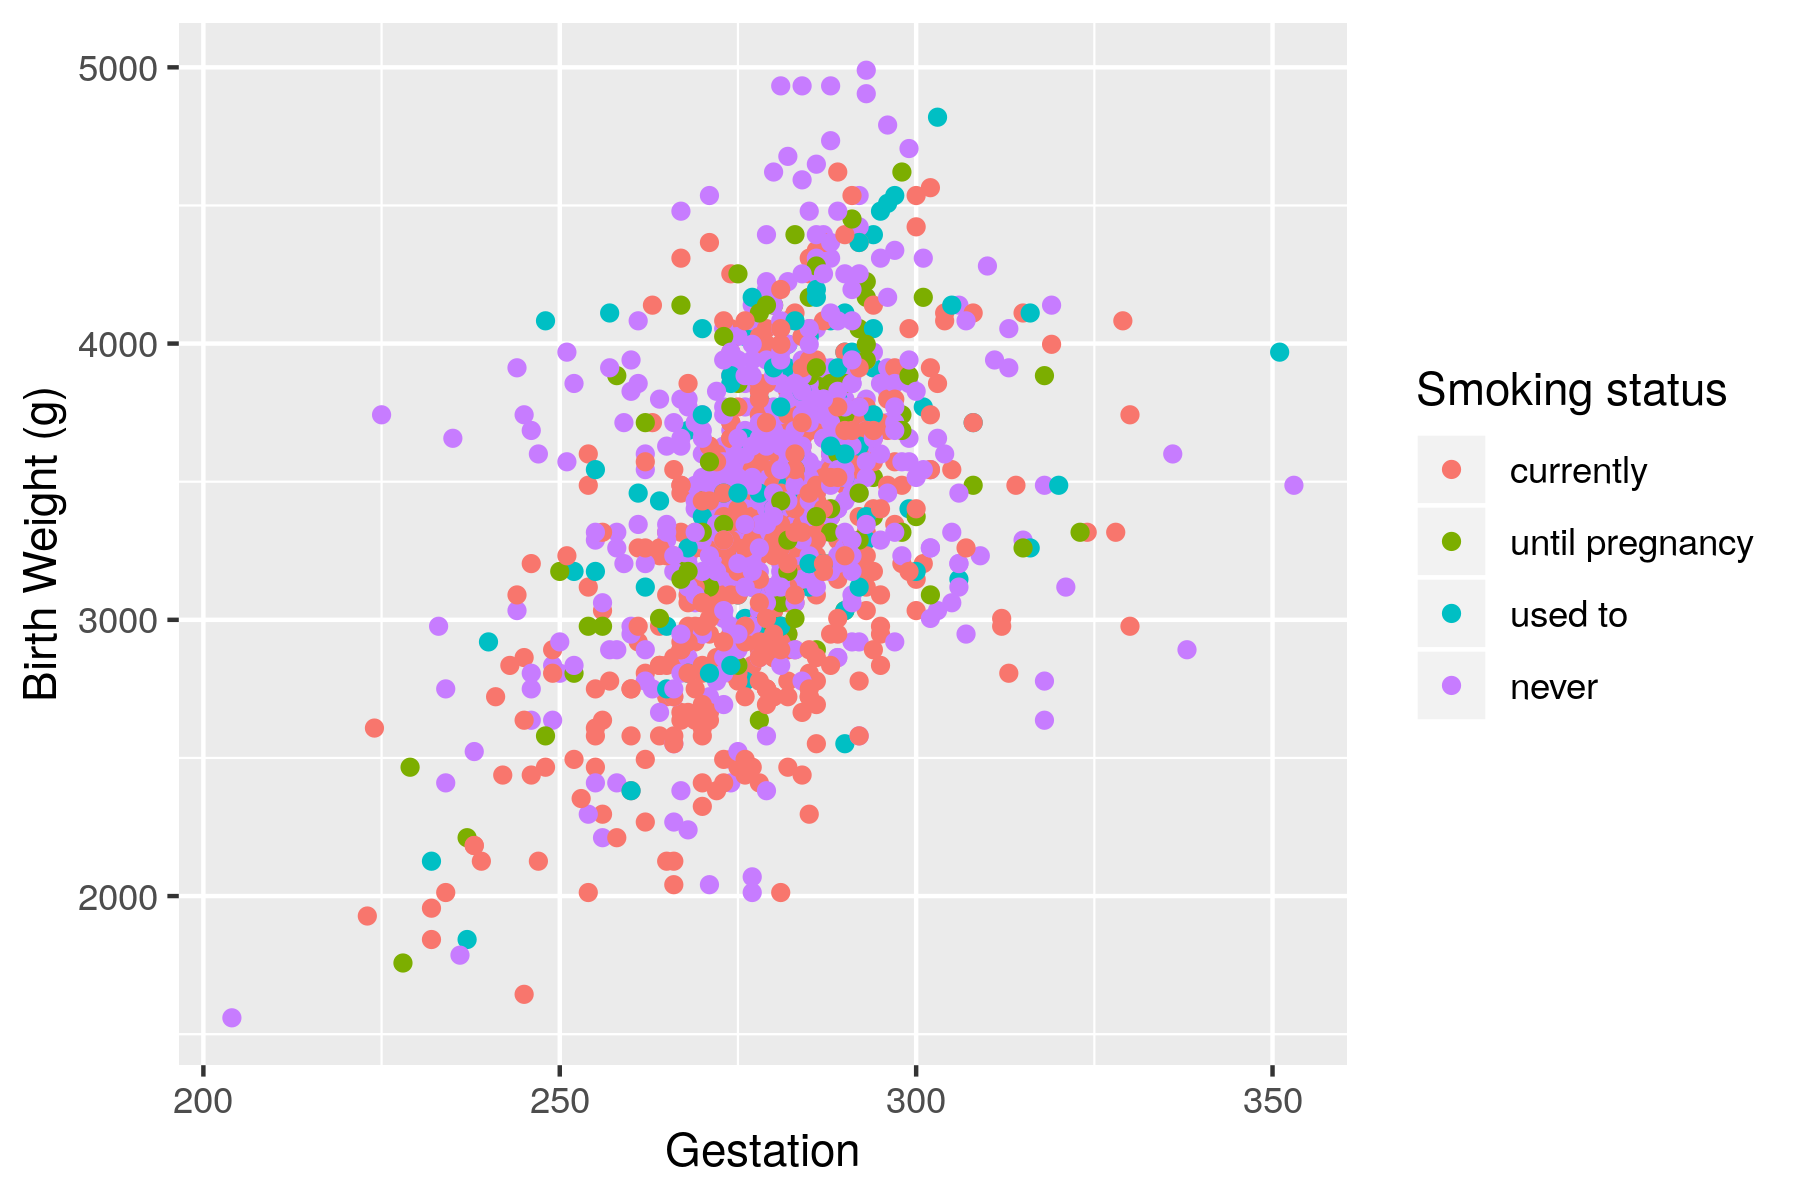 5000
4000
3000
2000
Birth Weight (g)
200
250
300
350
Gestation
Smoking status
currently
until pregnancy
used to
never